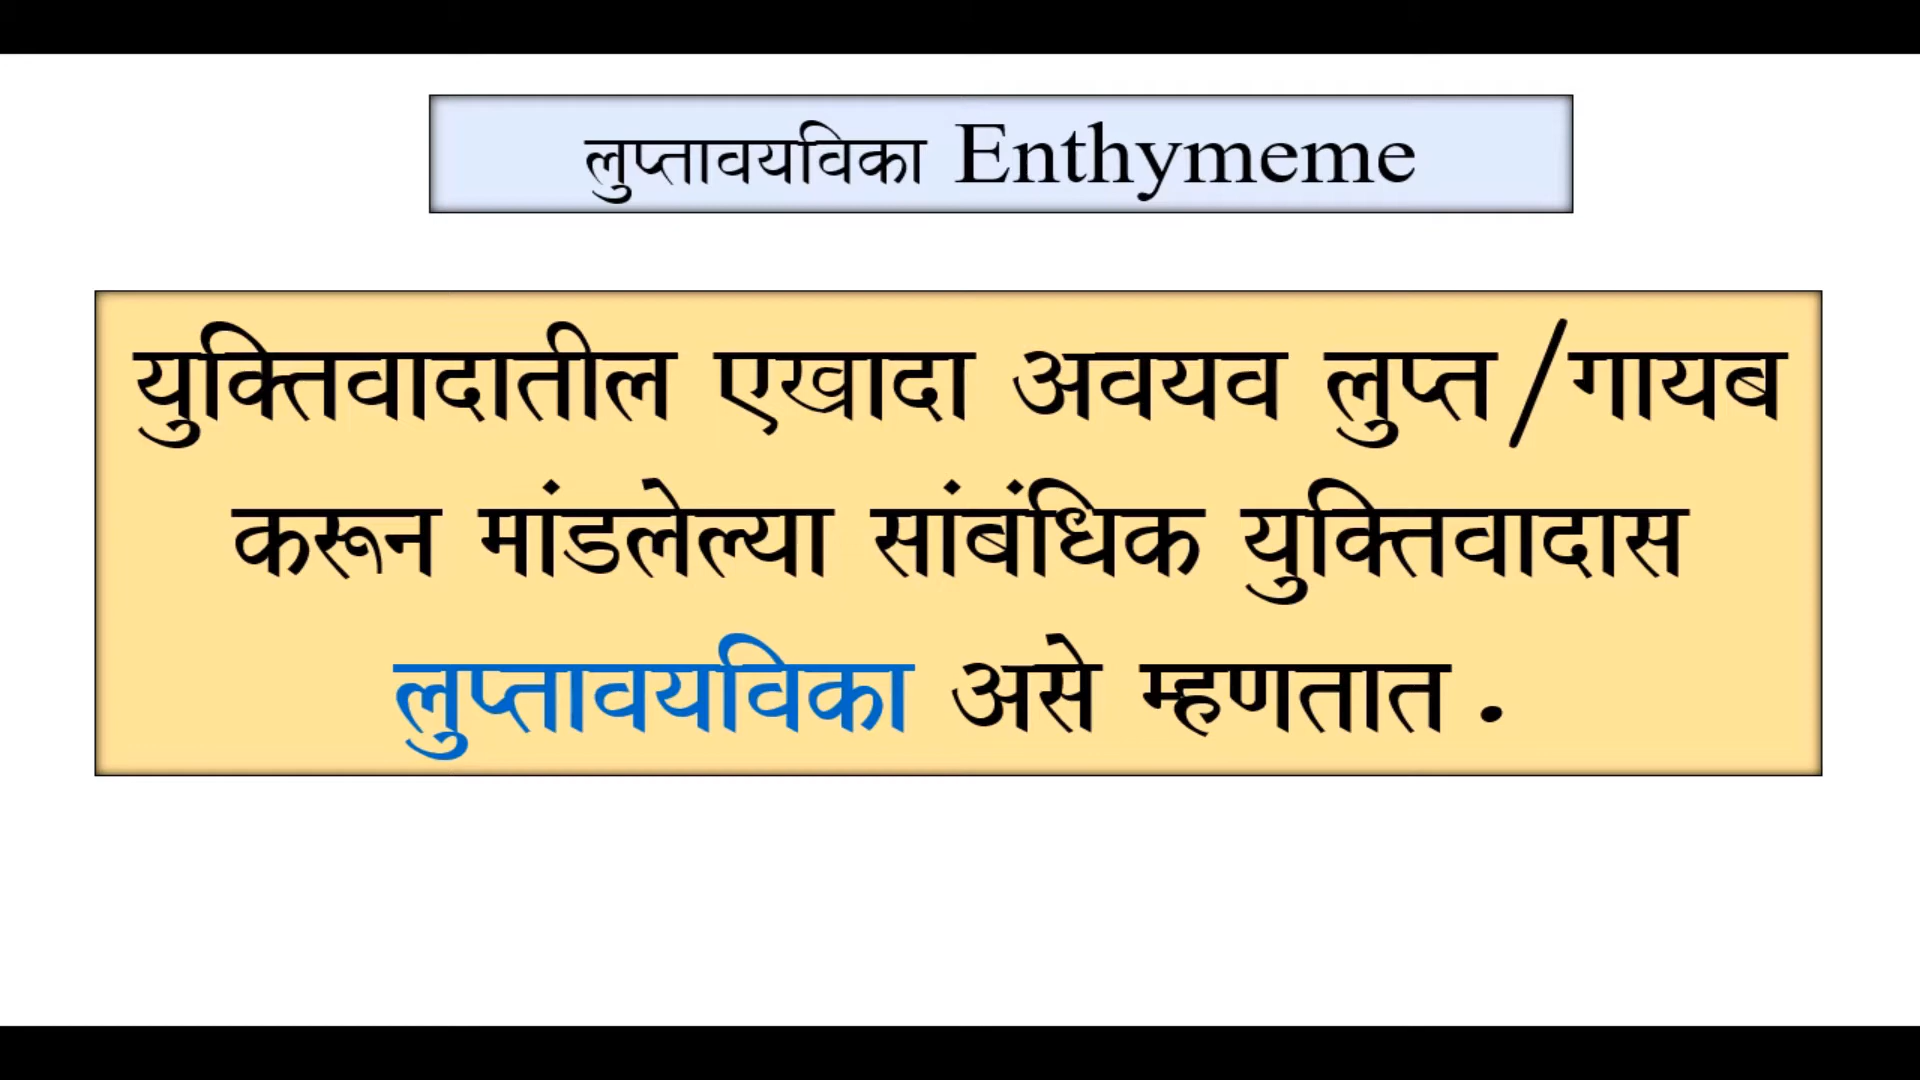 लुप्तावयविका Enthymeme
युक्तिवादातील एखादा अवयव लुप्त/गायब
करून मांडलेल्या सांबंधिक युक्तिवादास
लुप्तावयविका असे म्हणतात.